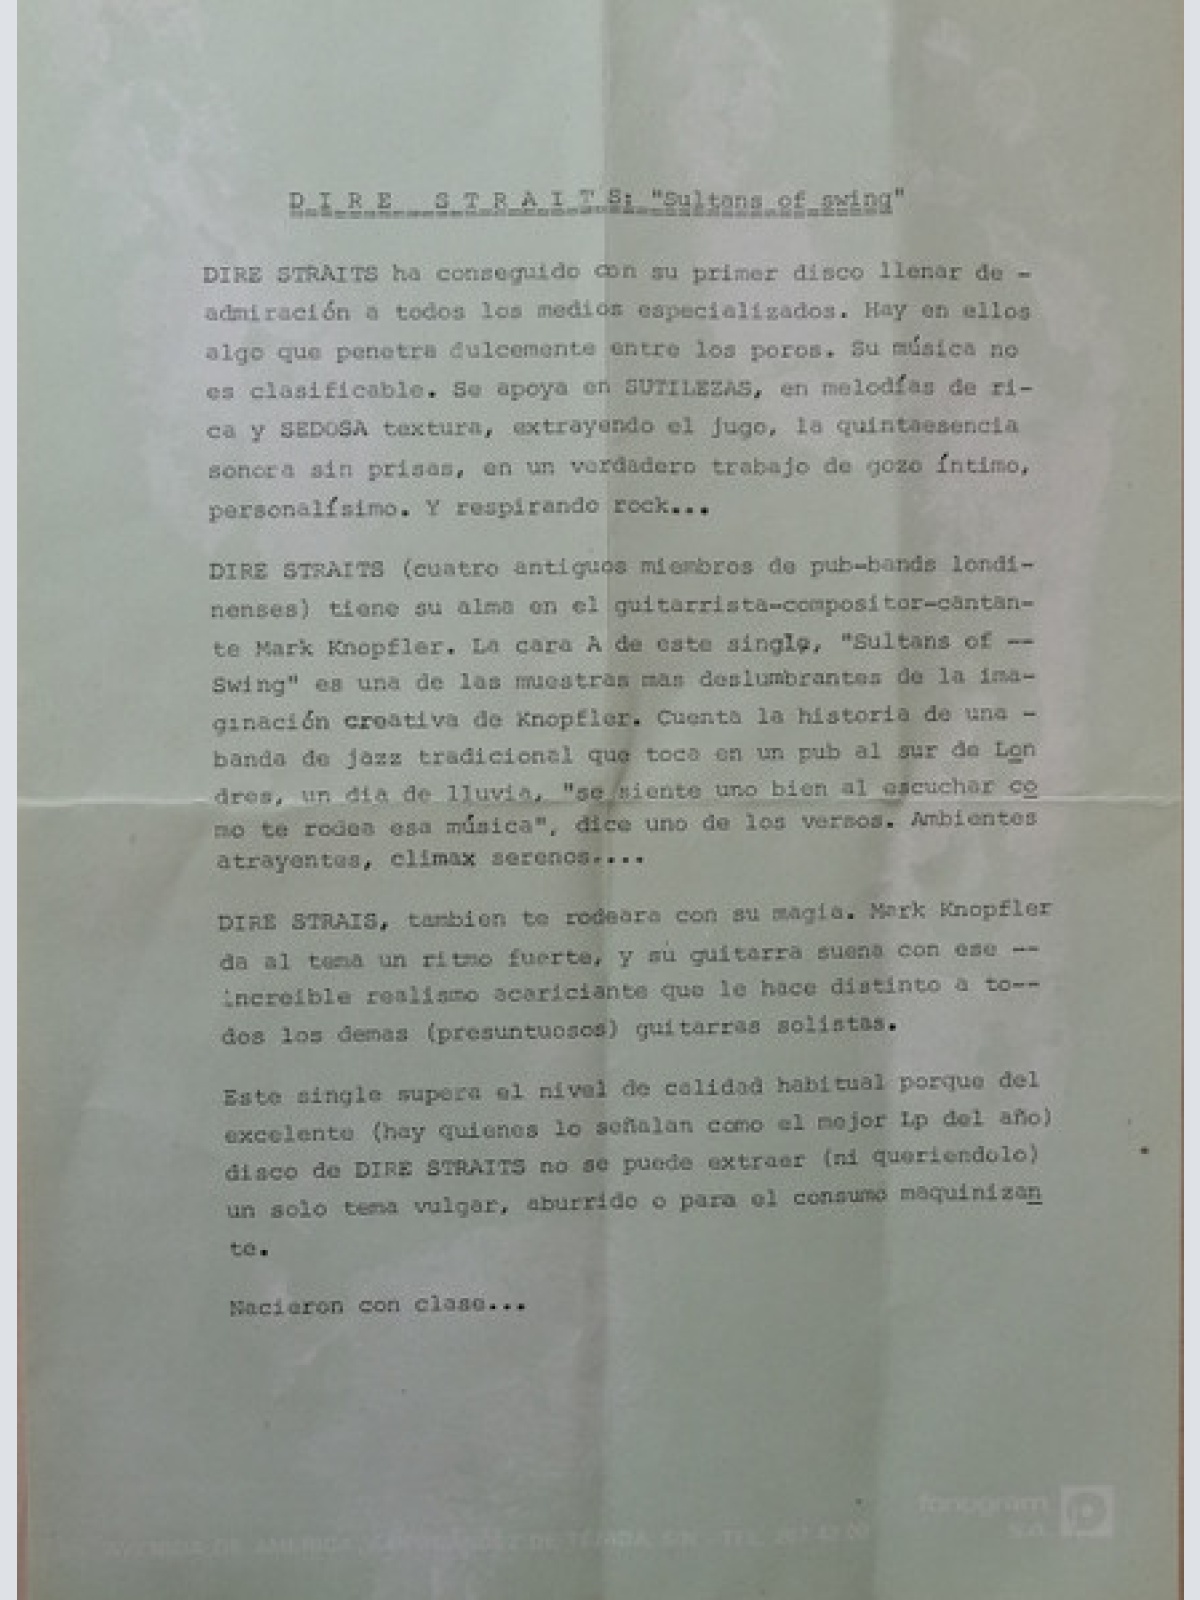 D I R E   S T R A I T S: "Sultans of swing"
DIRE STRAITS ha conseguido con su primer disco llenar de -
admiración a todos los medios especializados. Hay en ellos
algo que penetra dulcemente entre los poros. Su música no
es clasificable. Se apoya en SUTILEZAS, en melodías de ri-
ca y SEDOSA textura, extrayendo el jugo, la quintaesencia
sonora sin prisas, en un verdadero trabajo de gozo íntimo,
personalísimo. Y respirando rock...
DIRE STRAITS (cuatro antiguos miembros de pub-bands londi-
nenses) tiene su alma en el guitarrista-compositor-cantan-
te Mark Knopfler. La cara A de este single, "Sultans of --
Swing" es una de las muestras mas deslumbrantes de la ima-
ginación creativa de Knopfler. Cuenta la historia de una -
banda de jazz tradicional que toca en un pub al sur de Lon
dres, un dia de lluvia, "se siente uno bien al escuchar co
mo te rodea esa música", dice uno de los versos. Ambientes
atrayentes, climax serenos....
DIRE STRAIS, tambien te rodeara con su magia. Mark Knopfler
da al tema un ritmo fuerte, y sú guitarra suena con ese --
increible realismo acariciante que le hace distinto a to--
dos los demas (presuntuosos) guitarras solistas.
Este single supera el nivel de calidad habitual porque del
excelente (hay quienes lo señalan como el mejor Lp del año)
disco de DIRE STRAITS no se puede extraer (ni queriendolo)
un solo tema vulgar, aburrido o para el consumo maquinizan
te.
Nacieron con clase...
fonogram
s.a.
AVENIDA DE AMERICA, HERNANDEZ DE TEJADA, S/N - TEL.